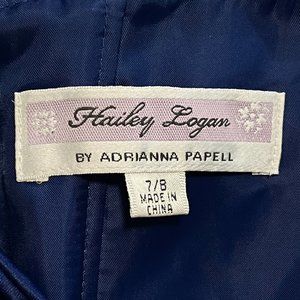 Hailey Logan
BY ADRIANNA PAPELL
7/8
MADE IN
CHINA